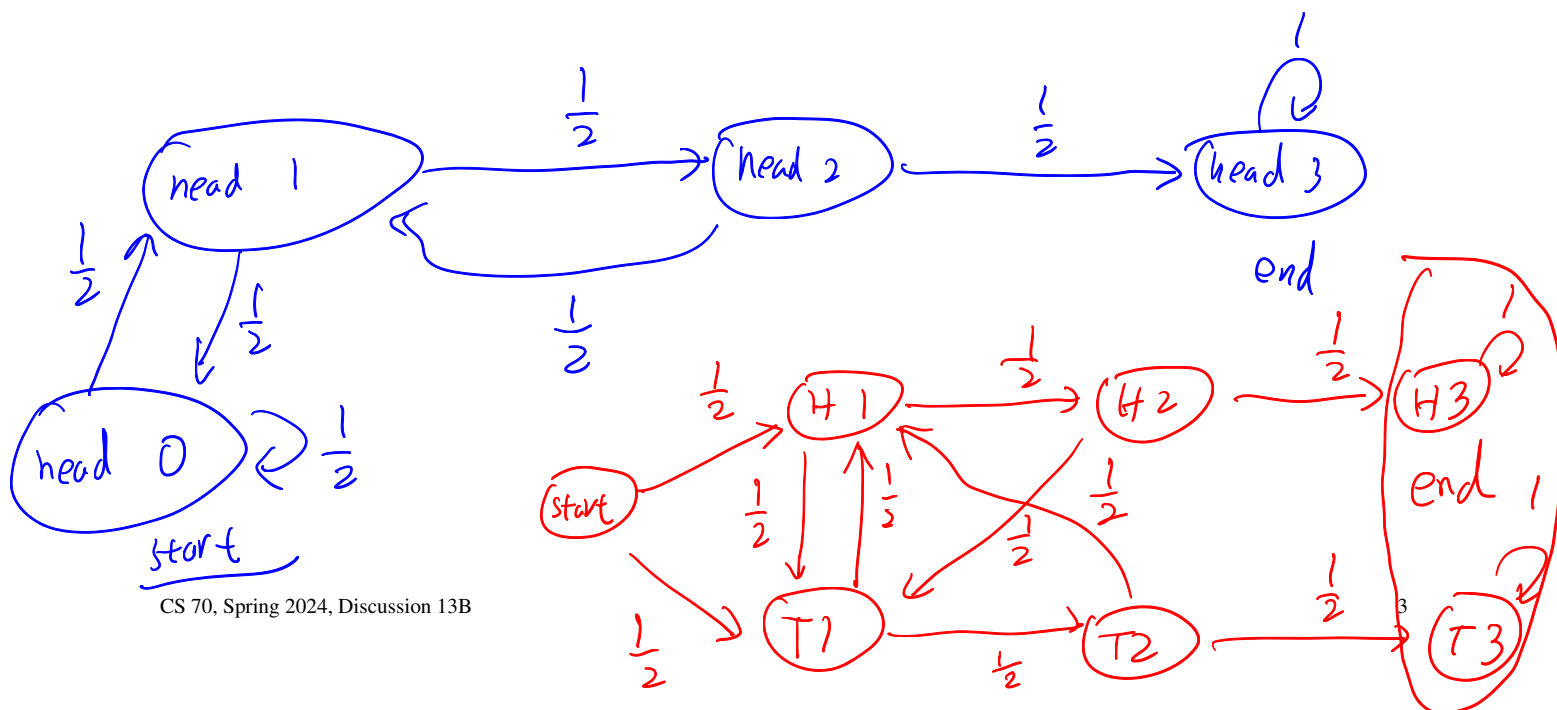 1
1/2
1/2
head 1
head 2
head 3
1/2
1/2
1/2
end
head 0
1/2
start
1
1/2
1/2
1/2
H 1
H 2
H3
start
1/2
1/2
1/2
1/2
end
1
CS 70, Spring 2024, Discussion 13B
1/2
T1
1/2
T2
1/2
3
T3